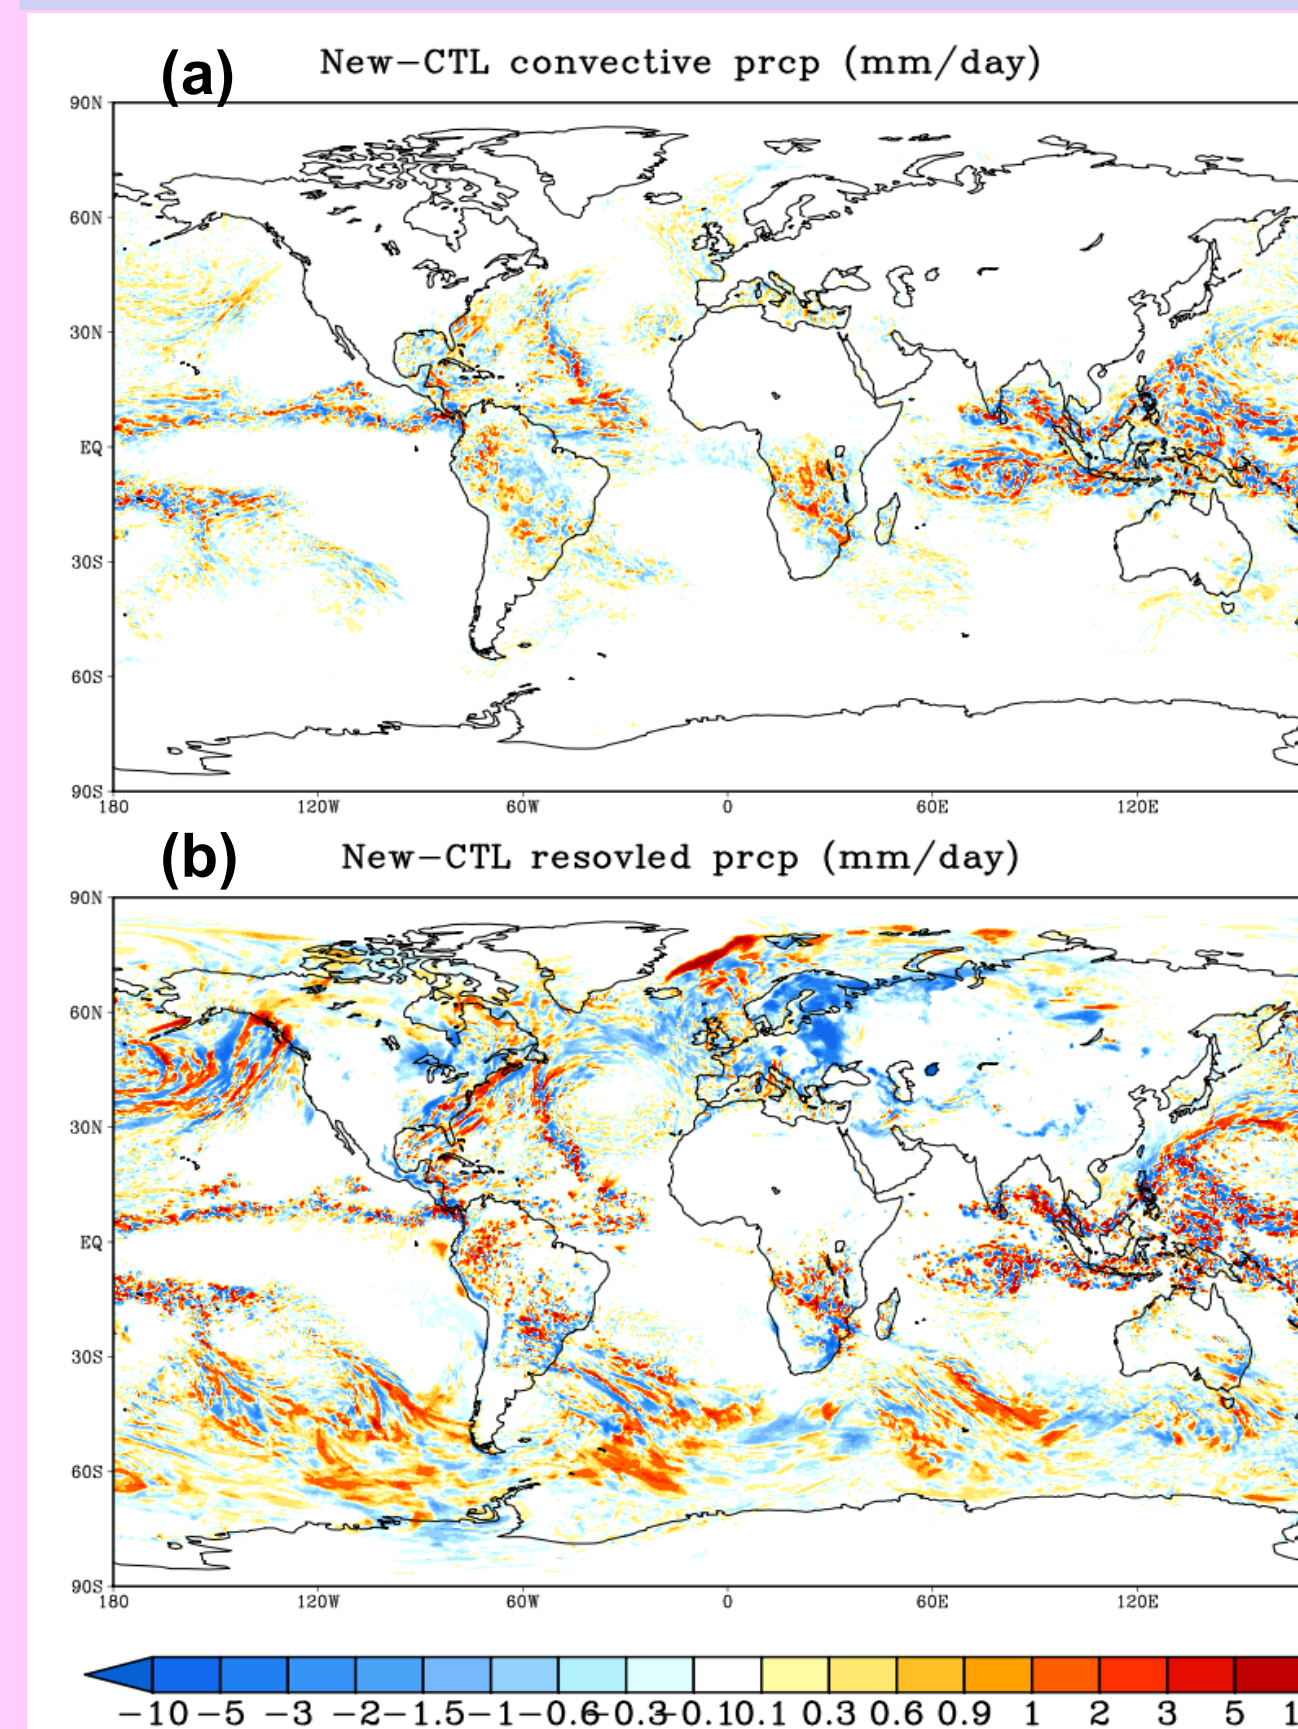 (a) New−CTL convective prcp (mm/day)
90N
60N
30N
EQ
30S
60S
90S
180 120W 60W 0 60E 120E
(b) New−CTL resovled prcp (mm/day)
90N
60N
30N
EQ
30S
60S
90S
180 120W 60W 0 60E 120E
−10 −5 −3 −2 −1.5 −1 −0.6 −0.3 −0.1 0.1 0.3 0.6 0.9 1 2 3 5